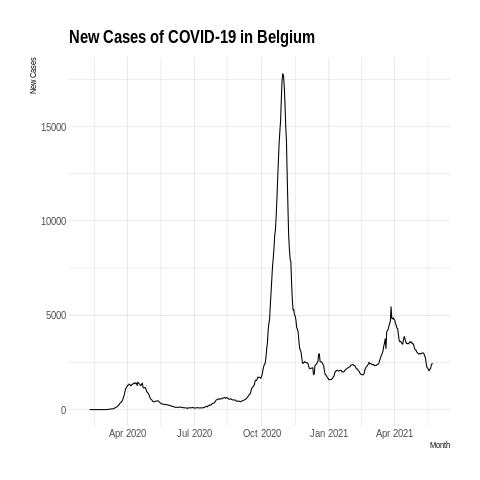 New Cases of COVID-19 in Belgium
New Cases
15000
10000
5000
0
Apr 2020 Jul 2020 Oct 2020 Jan 2021 Apr 2021
Month